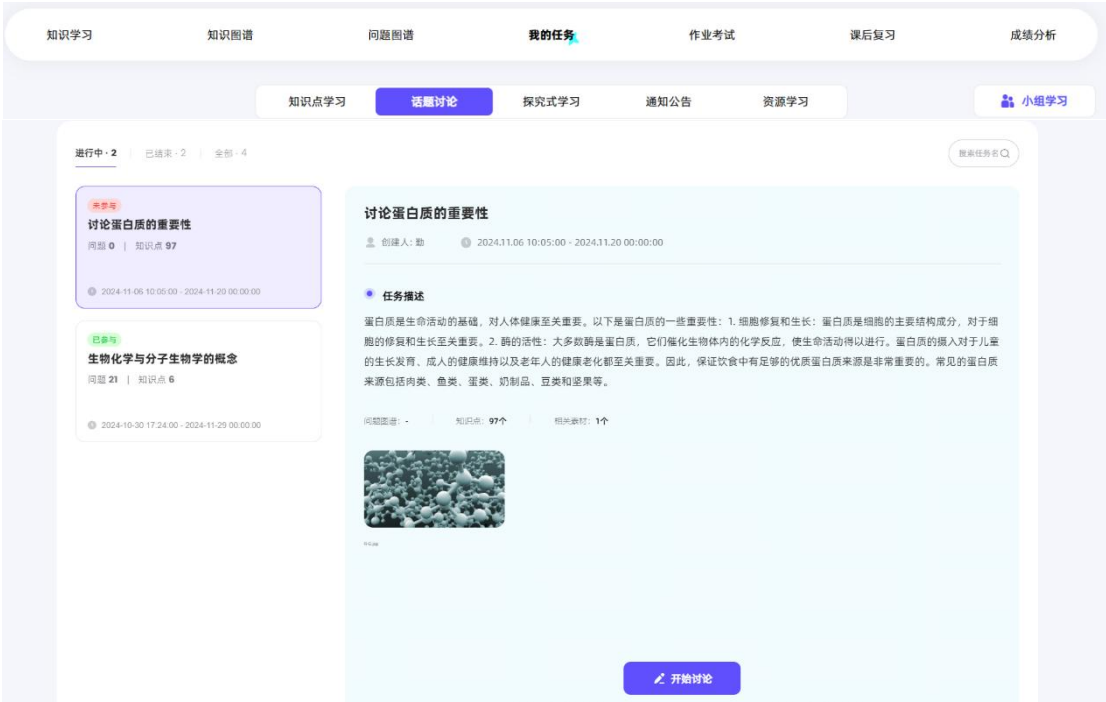 知识学习 知识图谱 问题图谱 我的任务 作业考试 课后复习 成绩分析
知识点学习 话题讨论 探究式学习 通知公告 资源学习 小组学习
进行中 · 2 已结束 · 2 全部 · 4 搜索任务名
未参与
讨论蛋白质的重要性
问题 0 | 知识点 97
2024-11-06 10:05:00 - 2024-11-20 00:00:00
已参与
生物化学与分子生物学的概念
问题 21 | 知识点 6
2024-10-30 17:24:00 - 2024-11-29 00:00:00
讨论蛋白质的重要性
创建人: 勤 2024.11.06 10:05:00 - 2024.11.20 00:00:00
任务描述
蛋白质是生命活动的基础，对人体健康至关重要。以下是蛋白质的一些重要性：1. 细胞修复和生长：蛋白质是细胞的主要结构成分，对于细
胞的修复和生长至关重要。2. 酶的活性：大多数酶是蛋白质，它们催化生物体内的化学反应，使生命活动得以进行。蛋白质的摄入对于儿童
的生长发育、成人的健康维持以及老年人的健康老化都至关重要。因此，保证饮食中有足够的优质蛋白质来源是非常重要的。常见的蛋白质
来源包括肉类、鱼类、蛋类、奶制品、豆类和坚果等。
问题图谱: - 知识点: 97个 相关素材: 1个
开始讨论